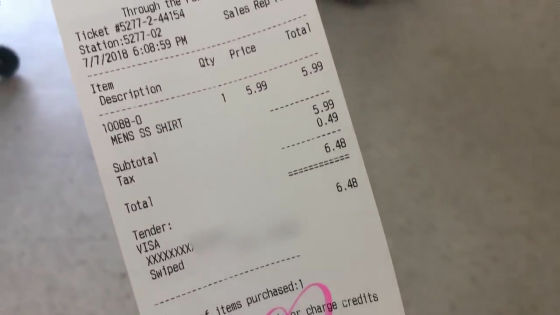 Through the
Ticket #5277-2-44154
Station:5277-02 Sales Rep
7/7/2018 6:08:59 PM
Item
Description Qty Price Total
10088-0
MENS SS SHIRT 1 5.99 5.99
Subtotal 5.99
Tax 0.49
Total 6.48
Tender:
VISA 6.48
XXXXXXXX
Swiped
items purchased:1
or charge credits